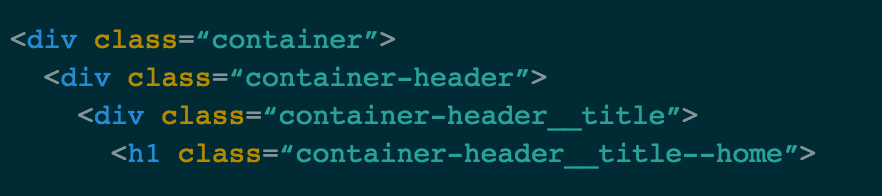 <div class=“container”>
<div class=“container-header”>
<div class=“container-header__title”>
<h1 class=“container-header__title--home”>